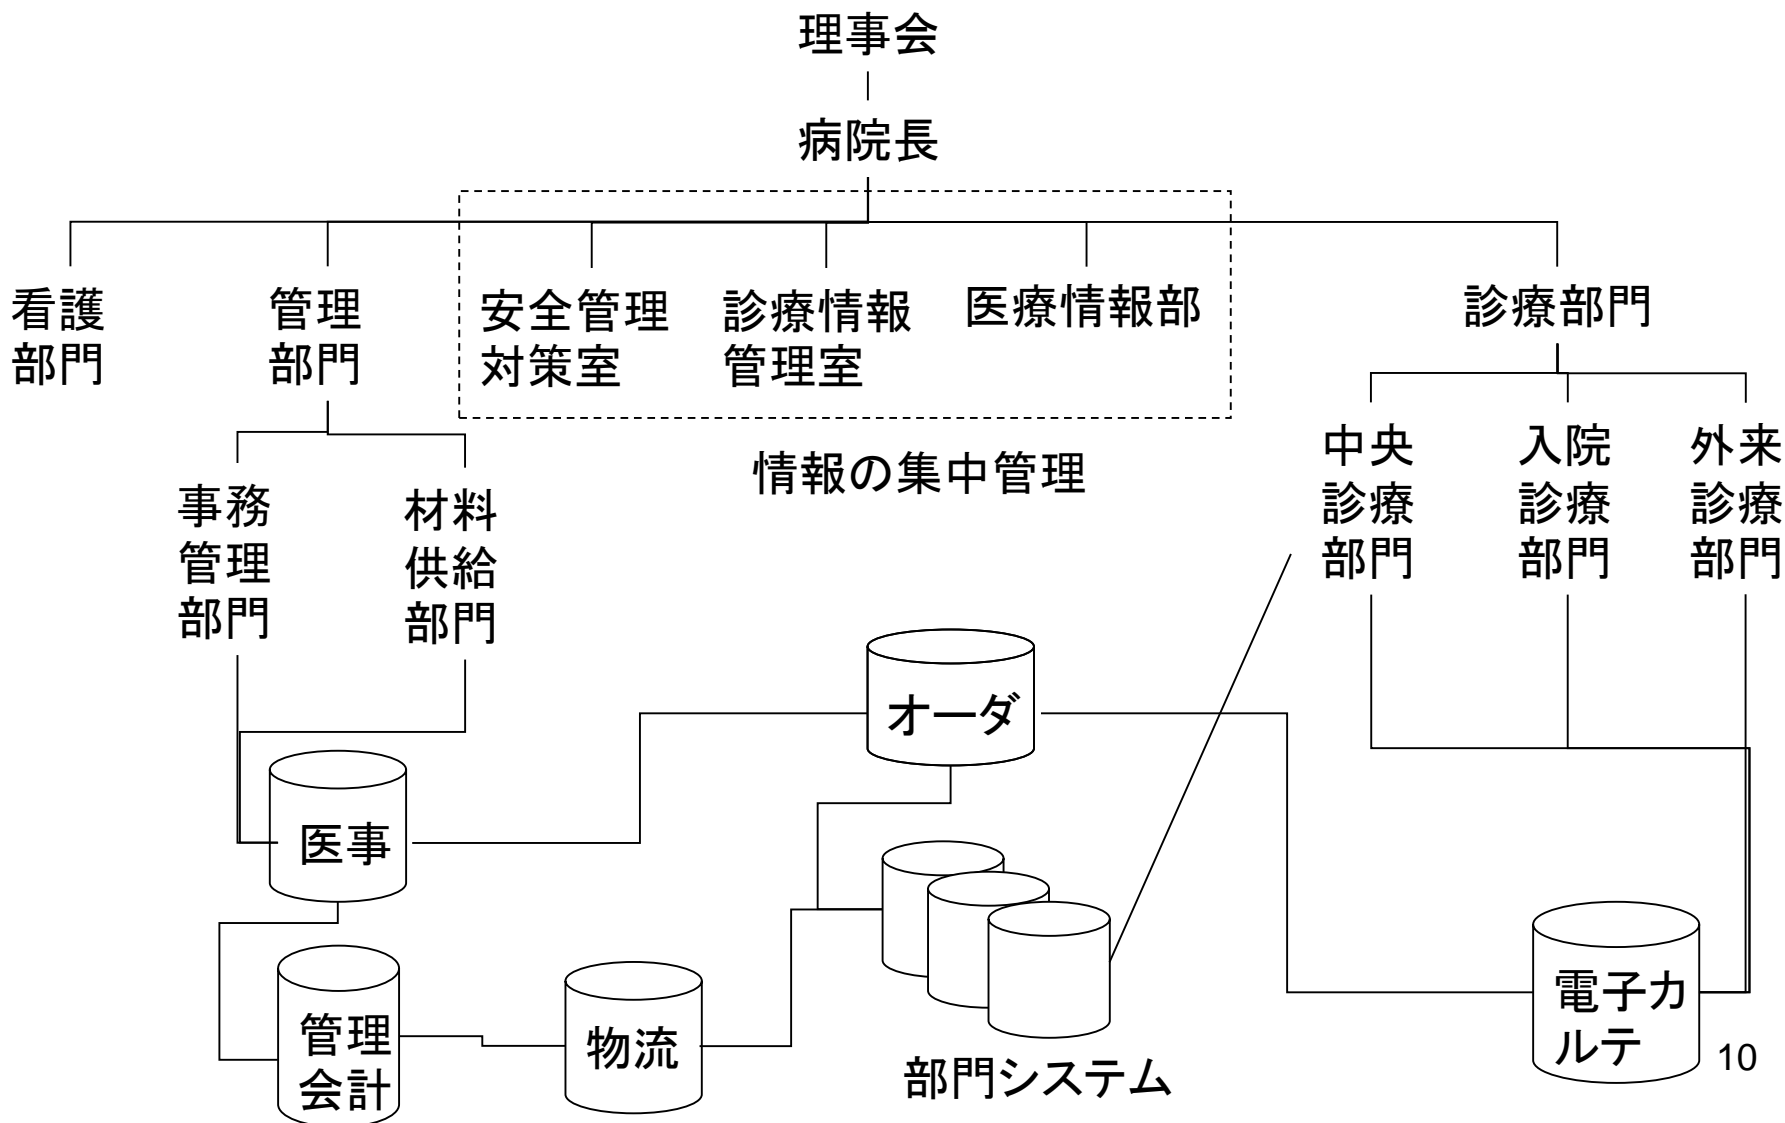 理事会
病院長
看護
部門
管理
部門
安全管理
対策室
診療情報
管理室
医療情報部
診療部門
情報の集中管理
事務
管理
部門
材料
供給
部門
中央
診療
部門
入院
診療
部門
外来
診療
部門
オーダ
医事
管理
会計
物流
部門システム
電子カ
ルテ
10